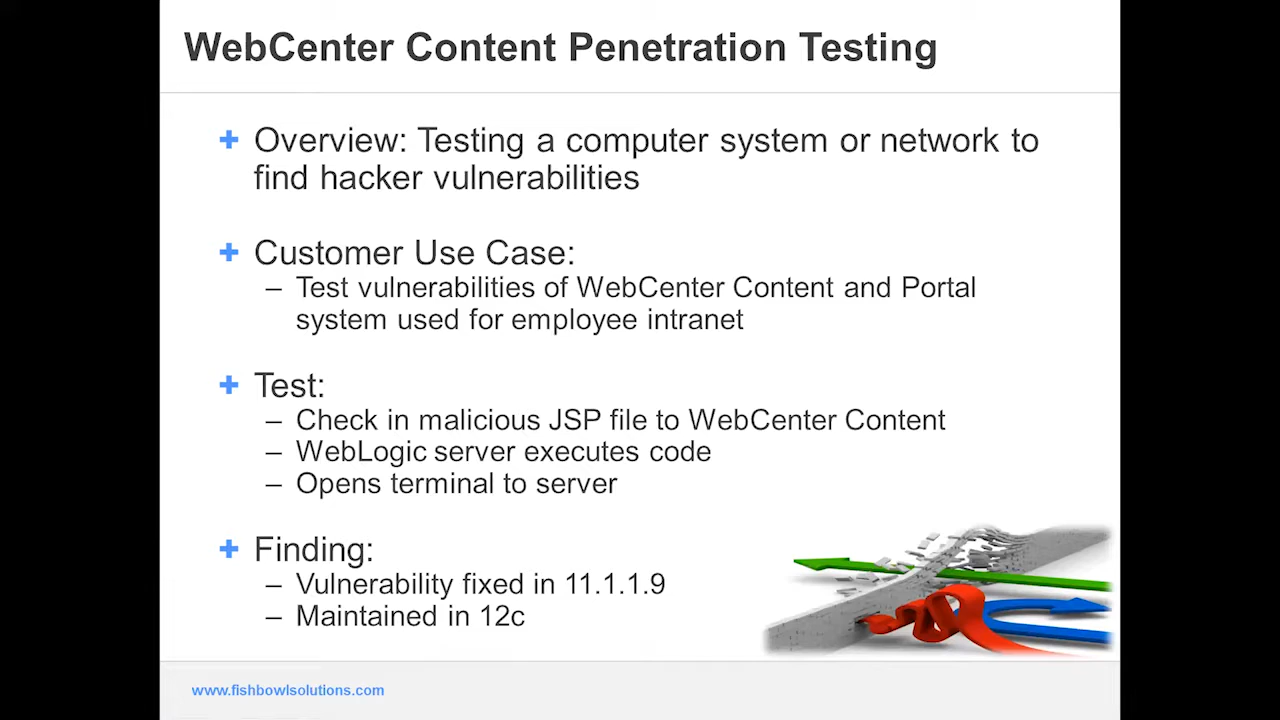 WebCenter Content Penetration Testing
+ Overview: Testing a computer system or network to
find hacker vulnerabilities
+ Customer Use Case:
– Test vulnerabilities of WebCenter Content and Portal
system used for employee intranet
+ Test:
– Check in malicious JSP file to WebCenter Content
– WebLogic server executes code
– Opens terminal to server
+ Finding:
– Vulnerability fixed in 11.1.1.9
– Maintained in 12c
www.fishbowlsolutions.com